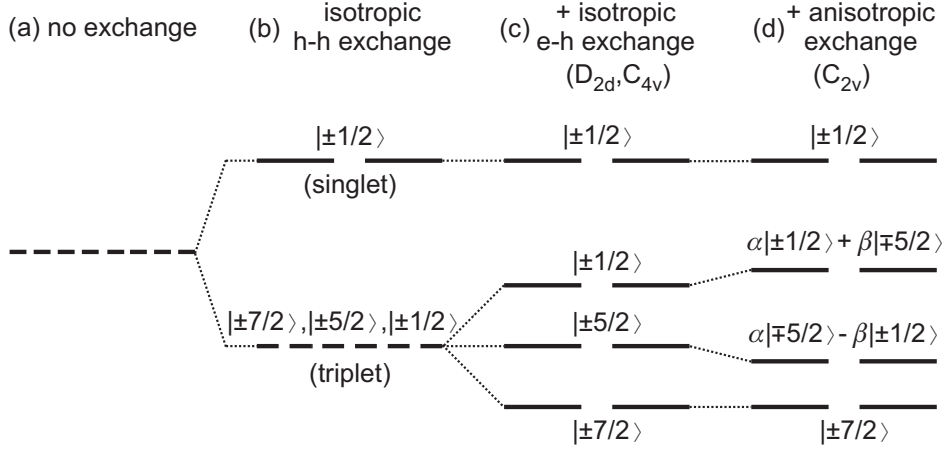 (a) no exchange
(b) isotropic
h-h exchange
(c) + isotropic
e-h exchange
(D2d,C4v)
(d) + anisotropic
exchange
(C2v)
|±1/2⟩
(singlet)
|±1/2⟩
|±1/2⟩
|±7/2⟩,|±5/2⟩,|±1/2⟩
(triplet)
|±1/2⟩
|±5/2⟩
|±7/2⟩
α|±1/2⟩+ β|∓5/2⟩
α|∓5/2⟩- β|±1/2⟩
|±7/2⟩